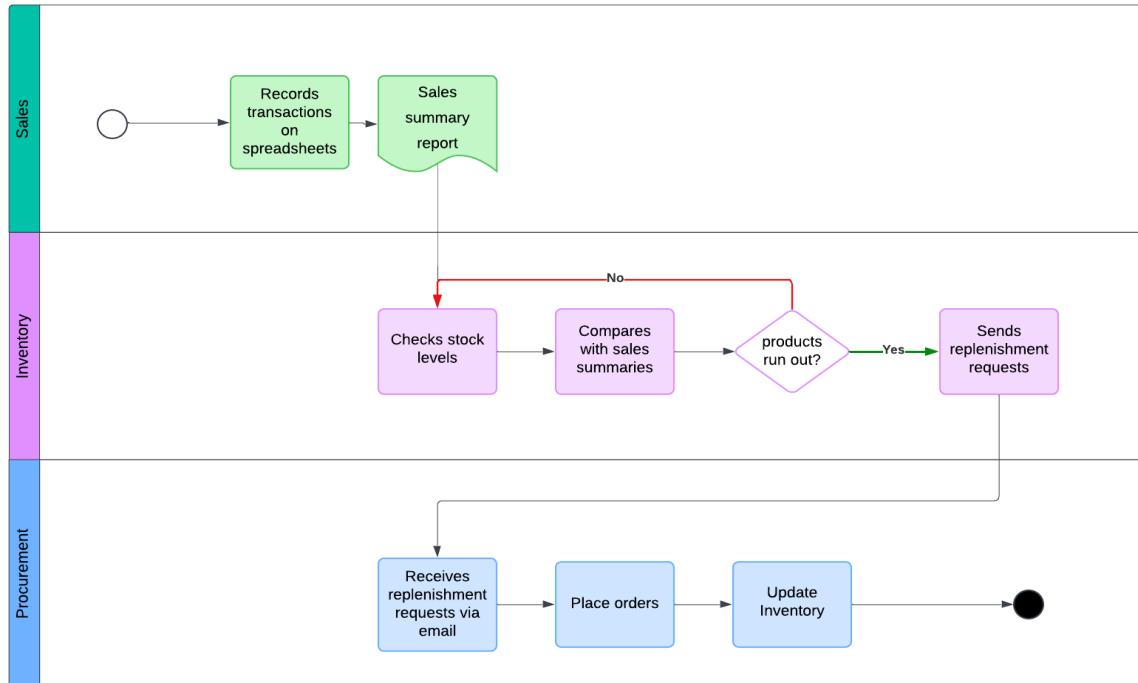 Sales
Records
transactions
on
spreadsheets
Sales
summary
report
Inventory
No
Checks stock
levels
Compares
with sales
summaries
products
run out?
Yes
Sends
replenishment
requests
Procurement
Receives
replenishment
requests via
email
Place orders
Update
Inventory